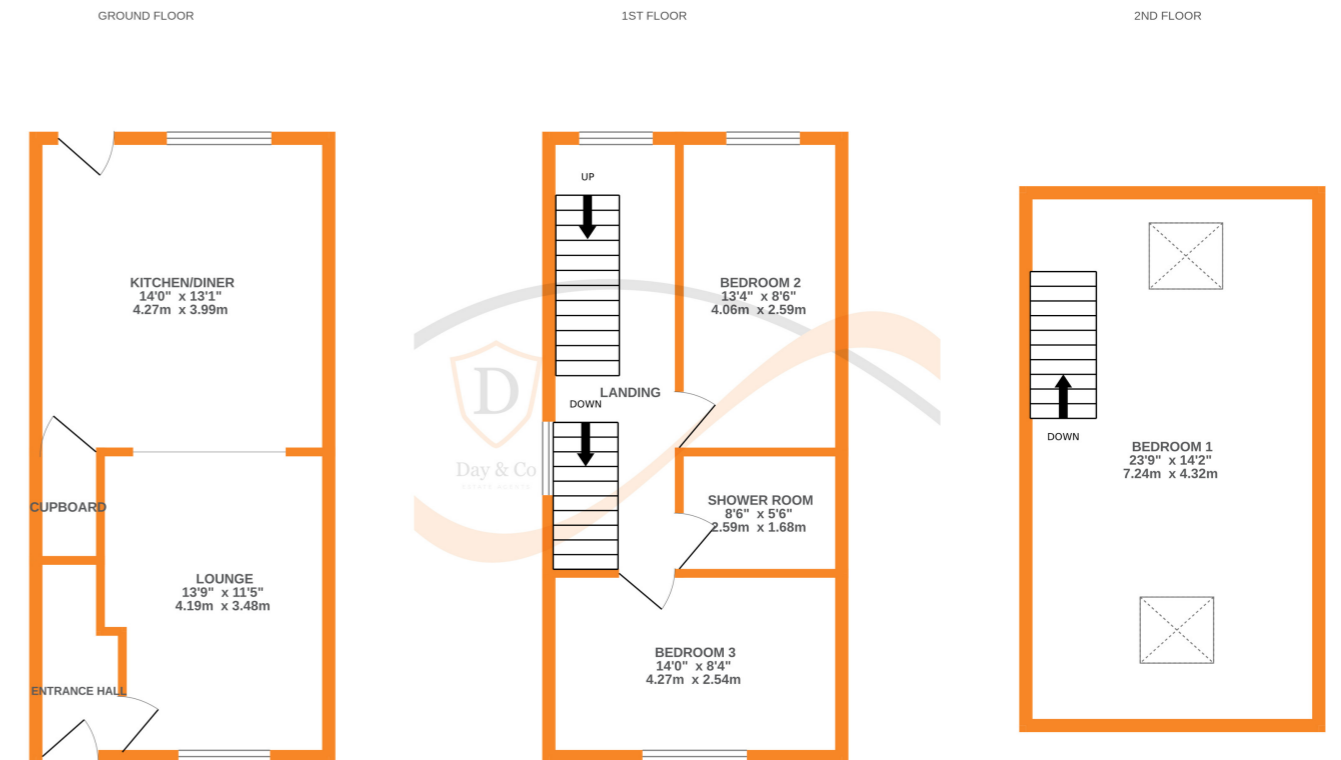 GROUND FLOOR
1ST FLOOR
2ND FLOOR
KITCHEN/DINER
14'0" x 13'1"
4.27m x 3.99m
CUPBOARD
LOUNGE
13'9" x 11'5"
4.19m x 3.48m
ENTRANCE HALL
UP
BEDROOM 2
13'4" x 8'6"
4.06m x 2.59m
LANDING
DOWN
D
Day & Co
ESTATE AGENTS
SHOWER ROOM
8'6" x 5'6"
2.59m x 1.68m
BEDROOM 3
14'0" x 8'4"
4.27m x 2.54m
DOWN
BEDROOM 1
23'9" x 14'2"
7.24m x 4.32m